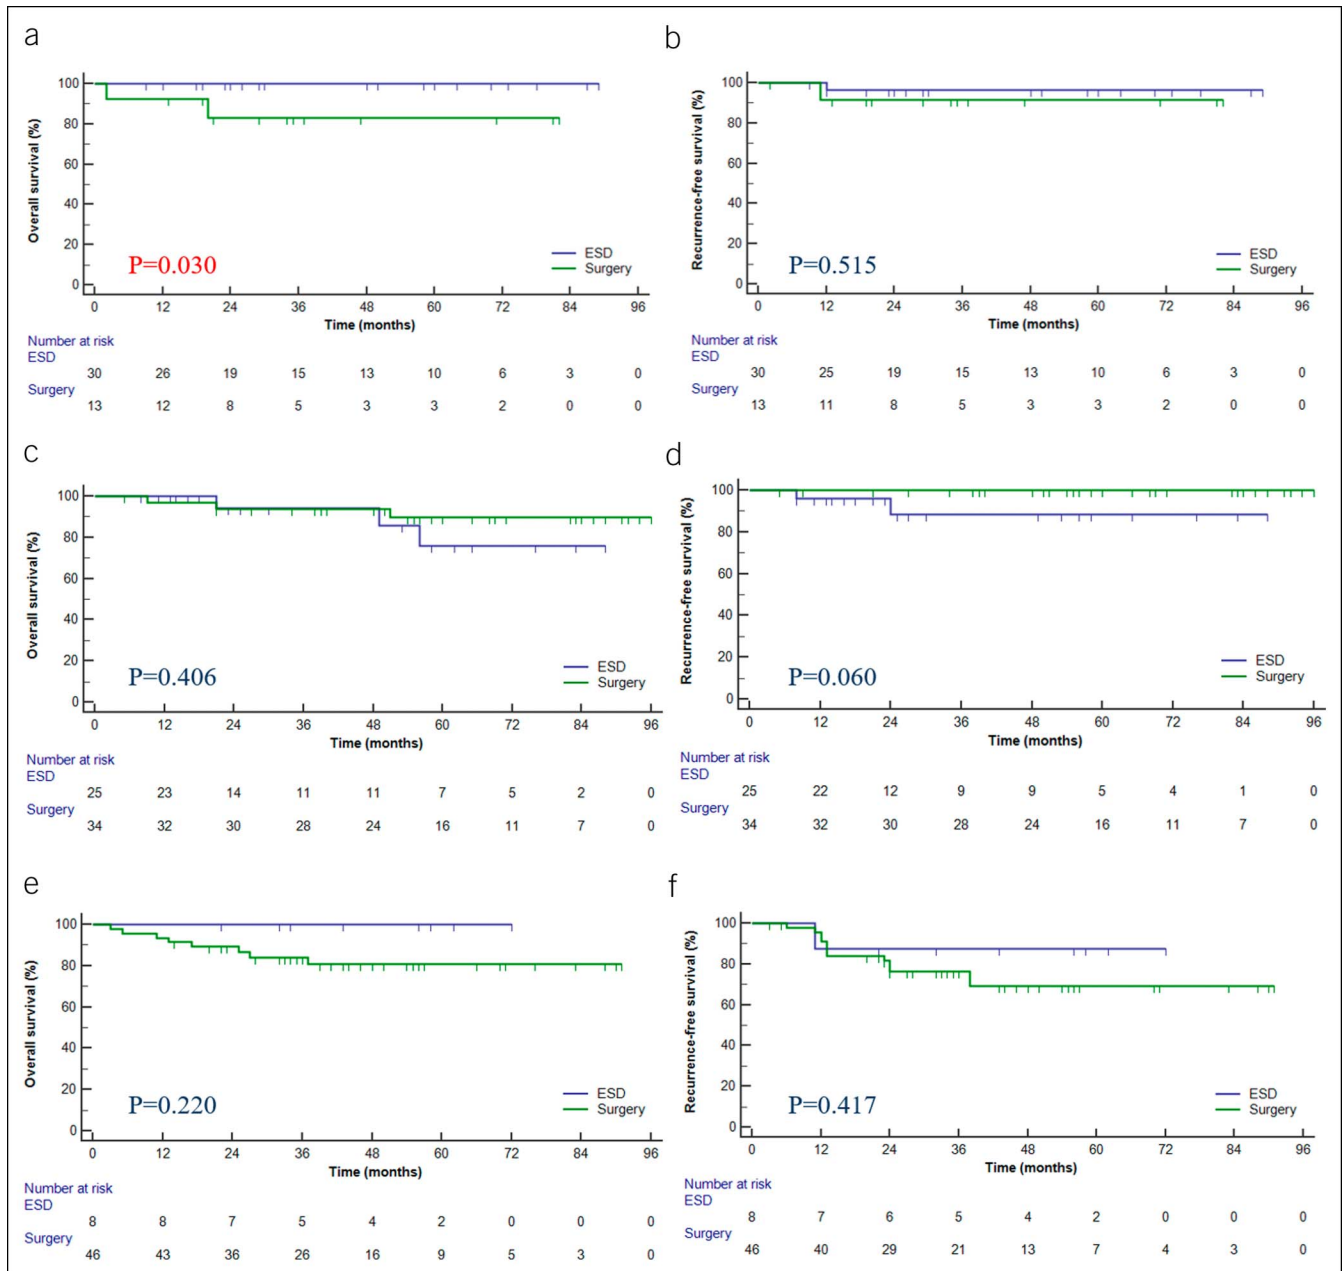 a
100
80
60
40
20
0
Overall survival (%)
P=0.030
ESD
Surgery
0 12 24 36 48 60 72 84 96
Time (months)
Number at risk
ESD
30 26 19 15 13 10 6 3 0
Surgery
13 12 8 5 3 3 2 0 0
b
100
80
60
40
20
0
Recurrence-free survival (%)
P=0.515
ESD
Surgery
0 12 24 36 48 60 72 84 96
Time (months)
Number at risk
ESD
30 25 19 15 13 10 6 3 0
Surgery
13 11 8 5 3 3 2 0 0
c
100
80
60
40
20
0
Overall survival (%)
P=0.406
ESD
Surgery
0 12 24 36 48 60 72 84 96
Time (months)
Number at risk
ESD
25 23 14 11 11 7 5 2 0
Surgery
34 32 30 28 24 16 11 7 0
d
100
80
60
40
20
0
Recurrence-free survival (%)
P=0.060
ESD
Surgery
0 12 24 36 48 60 72 84 96
Time (months)
Number at risk
ESD
25 22 12 9 9 5 4 1 0
Surgery
34 32 30 28 24 16 11 7 0
e
100
80
60
40
20
0
Overall survival (%)
P=0.220
ESD
Surgery
0 12 24 36 48 60 72 84 96
Time (months)
Number at risk
ESD
8 8 7 5 4 2 0 0 0
Surgery
46 43 36 26 16 9 5 3 0
f
100
80
60
40
20
0
Recurrence-free survival (%)
P=0.417
ESD
Surgery
0 12 24 36 48 60 72 84 96
Time (months)
Number at risk
ESD
8 7 6 5 4 2 0 0 0
Surgery
46 40 29 21 13 7 4 3 0